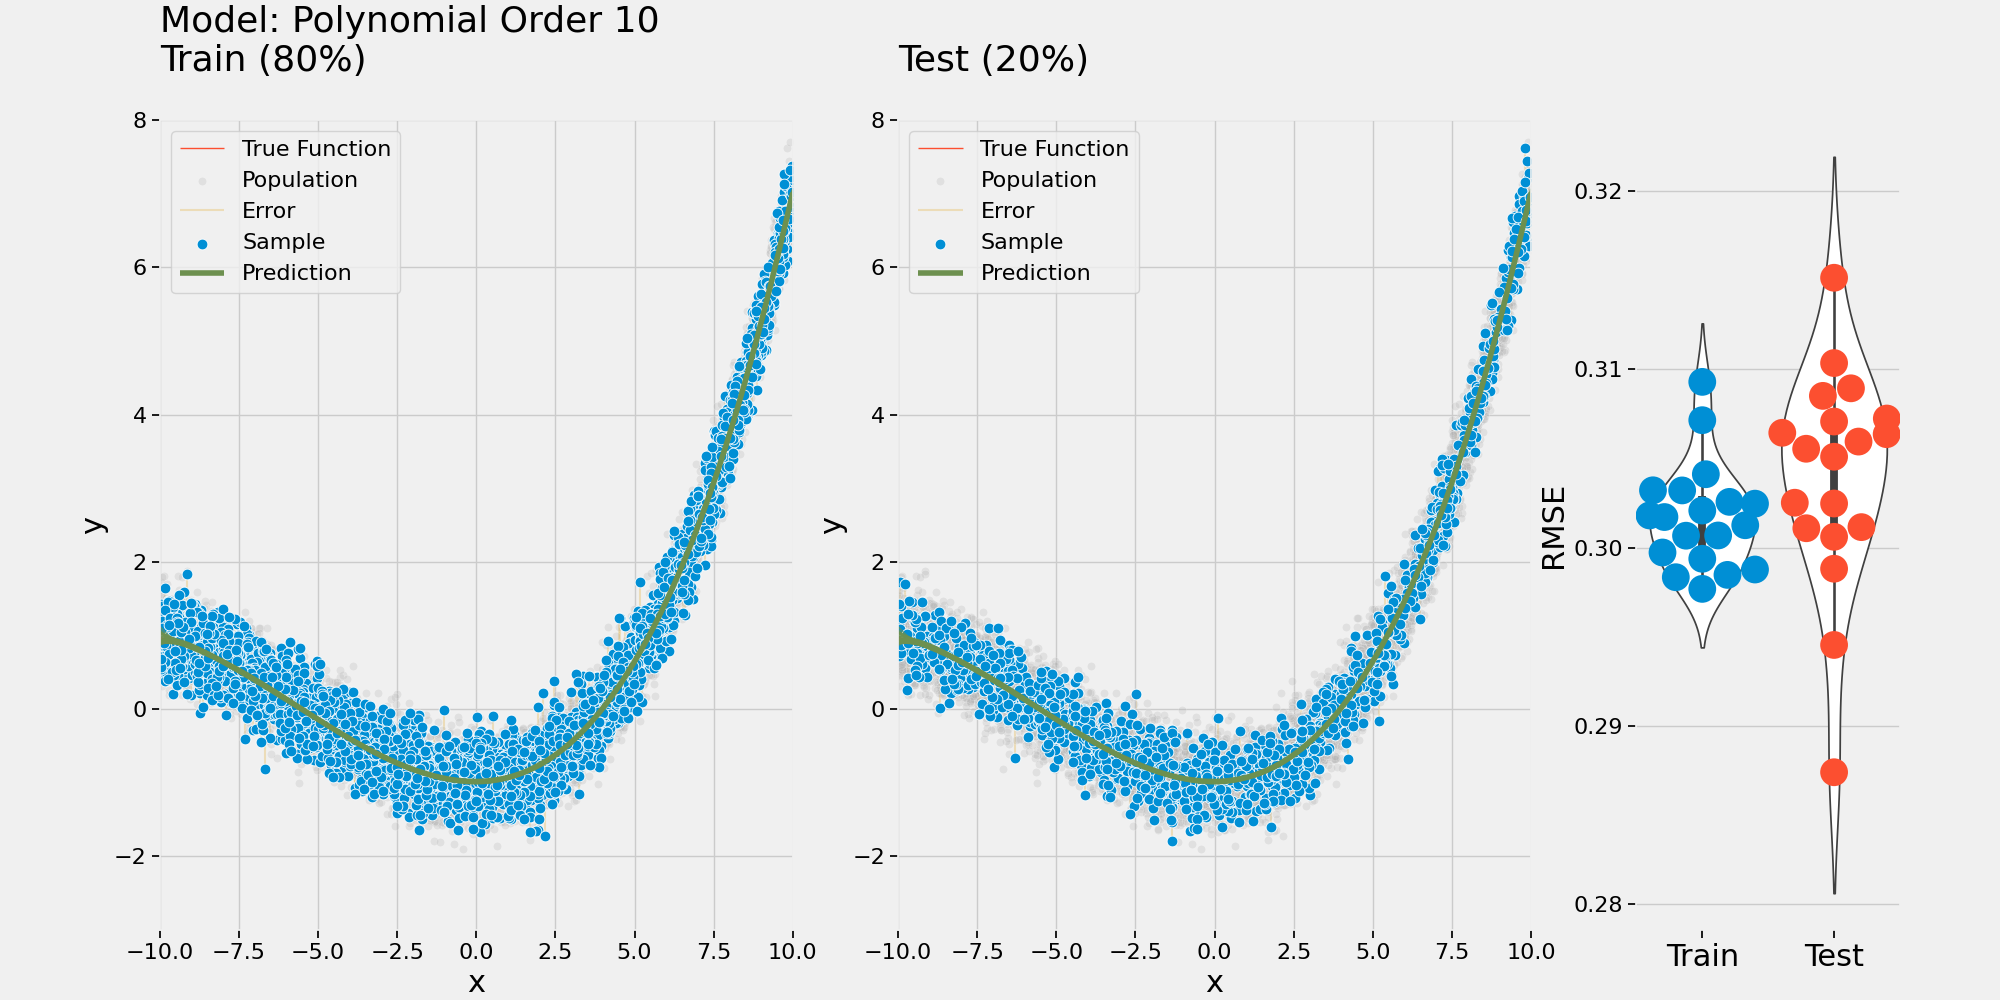 Model: Polynomial Order 10
Train (80%)
Test (20%)
8
6
4
2
0
−2
y
True Function
Population
Error
Sample
Prediction
−10.0 −7.5 −5.0 −2.5 0.0 2.5 5.0 7.5 10.0
x
8
6
4
2
0
−2
y
True Function
Population
Error
Sample
Prediction
−10.0 −7.5 −5.0 −2.5 0.0 2.5 5.0 7.5 10.0
x
0.32
0.31
0.30
0.29
0.28
RMSE
Train Test